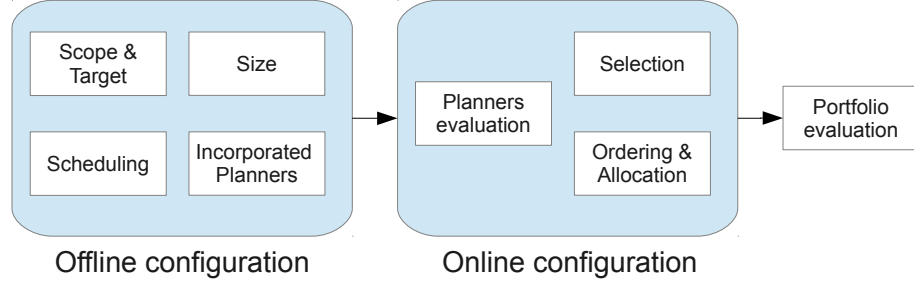 Scope &
Target
Size
Scheduling
Incorporated
Planners
Offline configuration
Planners
evaluation
Selection
Ordering &
Allocation
Online configuration
Portfolio
evaluation